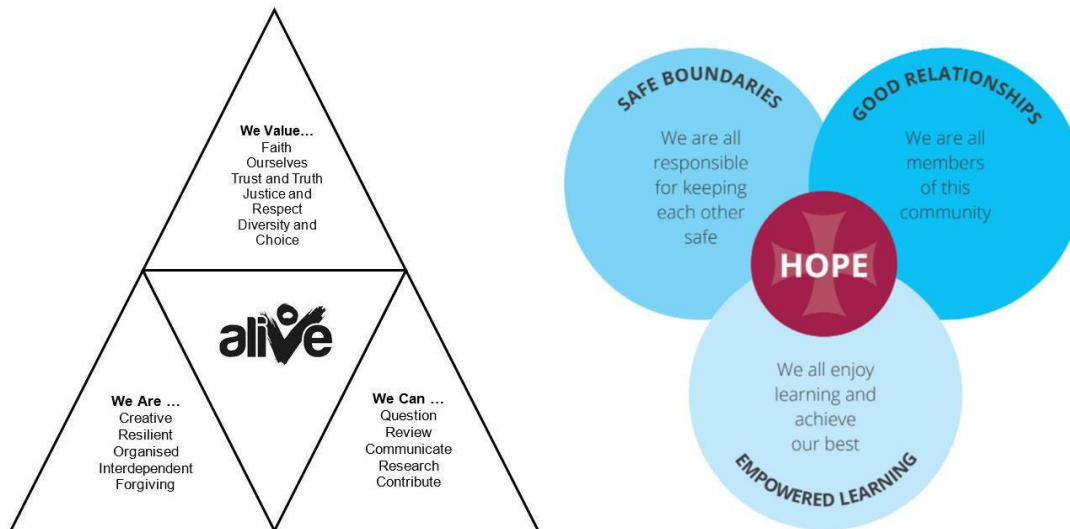 We Value...
Faith
Ourselves
Trust and Truth
Justice and
Respect
Diversity and
Choice
alive
We Are ...
Creative
Resilient
Organised
Interdependent
Forgiving
We Can ...
Question
Review
Communicate
Research
Contribute
SAFE BOUNDARIES
We are all
responsible
for keeping
each other
safe
GOOD RELATIONSHIPS
We are all
members
of this
community
HOPE
We all enjoy
learning and
achieve
our best
EMPOWERED LEARNING